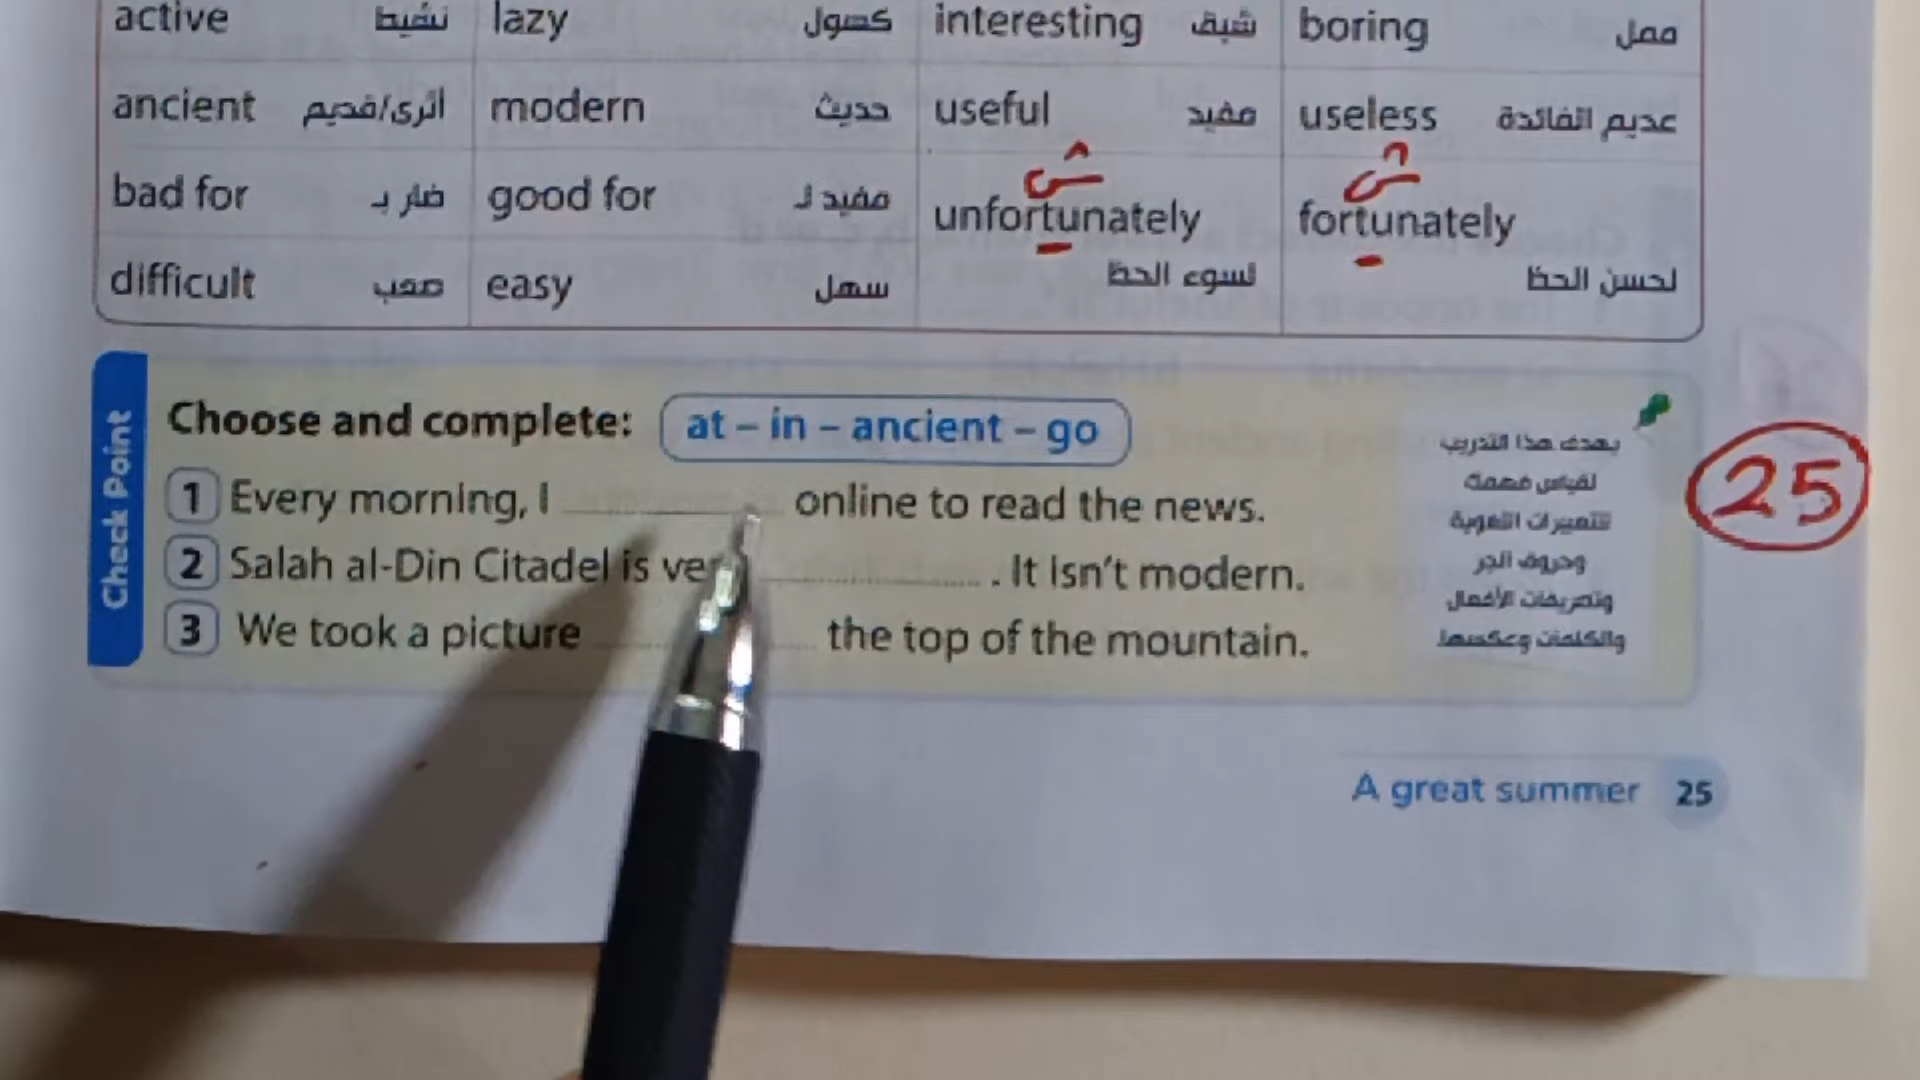 active نشيط lazy كسول interesting شيق boring ممل
ancient أثرى/قديم modern حديث useful مفيد useless عديم الفائدة
bad for ضار بـ good for مفيد لـ unfortunately fortunately
لسوء الحظ لحسن الحظ
difficult صعب easy سهل
ش ش
Check Point
Choose and complete: at – in – ancient – go
1 Every morning, I online to read the news.
2 Salah al-Din Citadel is . It isn't modern.
3 We took a picture the top of the mountain.
يهدف هذا التدريب
لقياس فهمك
للتعبيرات اللغوية
وحروف الجر
وتصريفات الأفعال
والكلمات وعكسها
25
A great summer 25